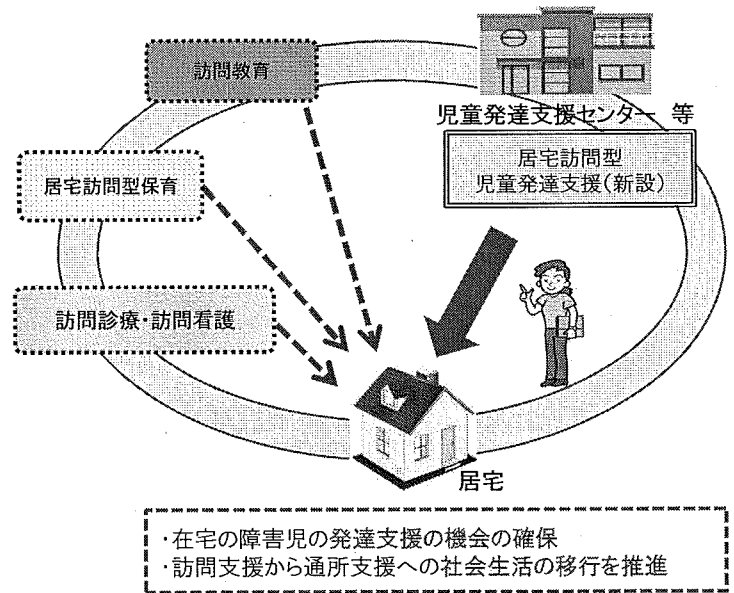 訪問教育
児童発達支援センター 等
居宅訪問型
児童発達支援(新設)
居宅訪問型保育
訪問診療・訪問看護
居宅
・在宅の障害児の発達支援の機会の確保
・訪問支援から通所支援への社会生活の移行を推進